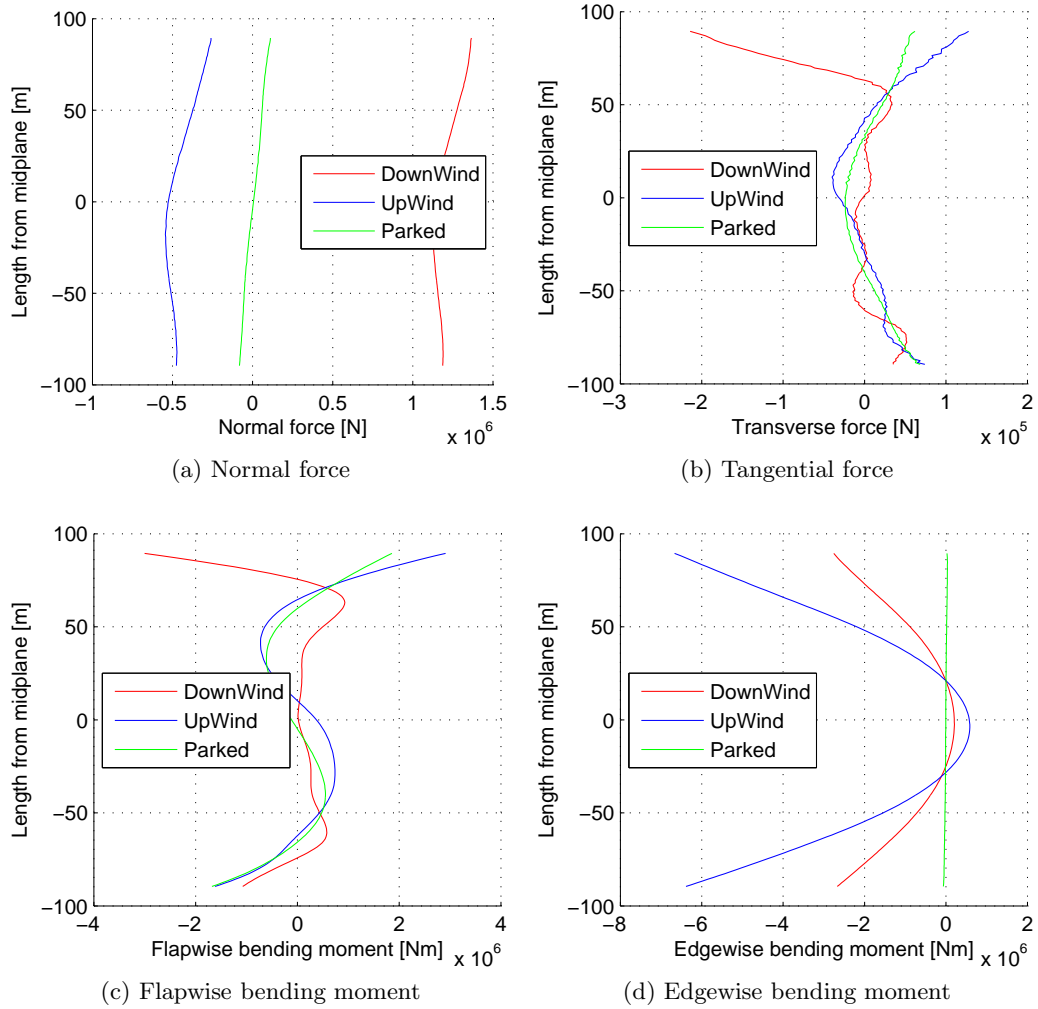 100
50
0
−50
−100
Length from midplane [m]
DownWind
UpWind
Parked
−1
−0.5
0
0.5
1
1.5
Normal force [N]
x 10^6
(a) Normal force
100
50
0
−50
−100
Length from midplane [m]
DownWind
UpWind
Parked
−3
−2
−1
0
1
2
Transverse force [N]
x 10^5
(b) Tangential force
100
50
0
−50
−100
Length from midplane [m]
DownWind
UpWind
Parked
−4
−2
0
2
4
Flapwise bending moment [Nm]
x 10^6
(c) Flapwise bending moment
100
50
0
−50
−100
Length from midplane [m]
DownWind
UpWind
Parked
−8
−6
−4
−2
0
2
Edgewise bending moment [Nm]
x 10^6
(d) Edgewise bending moment